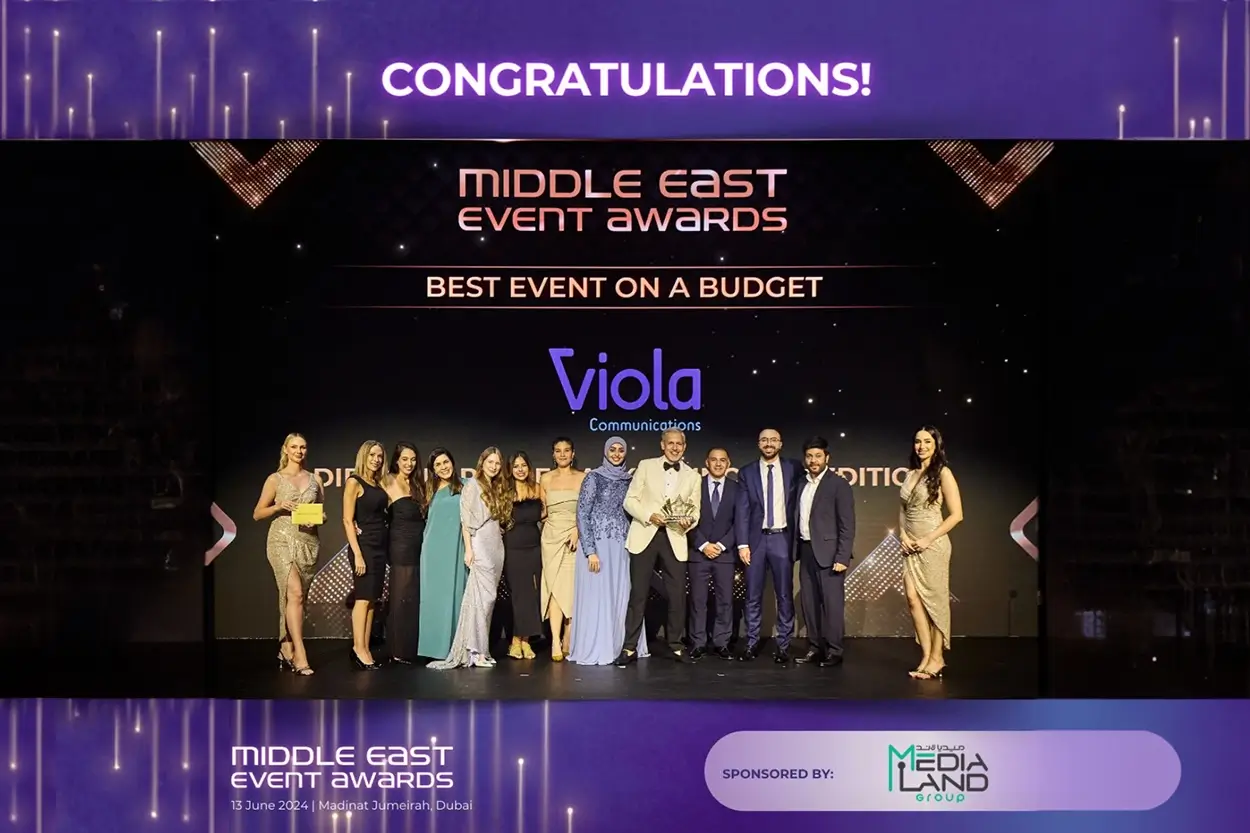 CONGRATULATIONS!
MIDDLE EAST
EVENT AWARDS
BEST EVENT ON A BUDGET
Viola
Communications
MIDDLE EAST
EVENT AWARDS
13 June 2024 | Madinat Jumeirah, Dubai
SPONSORED BY:
ميديا لاند
MEDIA
LAND
GROUP